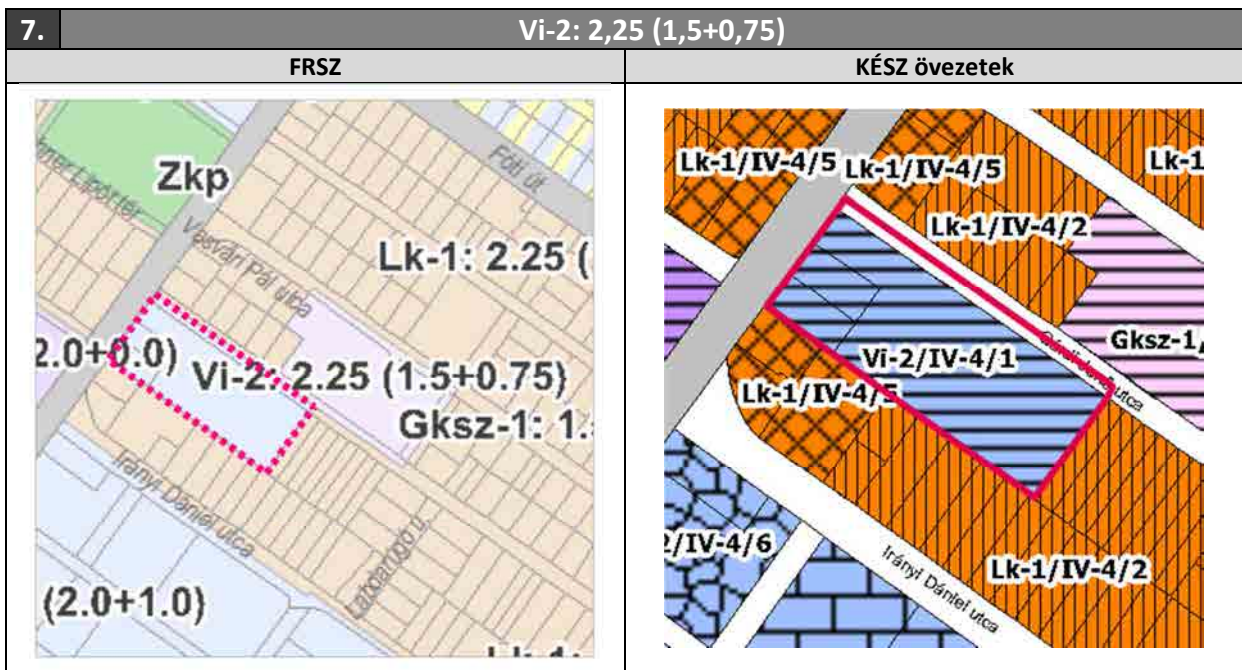 7. Vi-2: 2,25 (1,5+0,75)
FRSZ
KÉSZ övezetek
Zkp
Fóti út
Vasvári Pál utca
Lk-1: 2.25 (
2.0+0.0)
Vi-2: 2.25 (1.5+0.75)
Gksz-1: 1.
Irányi Dániel utca
Labdarúgó u.
(2.0+1.0)
Lk-1/IV-4/5
Lk-1/IV-4/5
Lk-1
Lk-1/IV-4/2
Vi-2/IV-4/1
Gksz-1/
Lk-1/IV-4/5
utca
2/IV-4/6
Irányi Dániel utca
Lk-1/IV-4/2